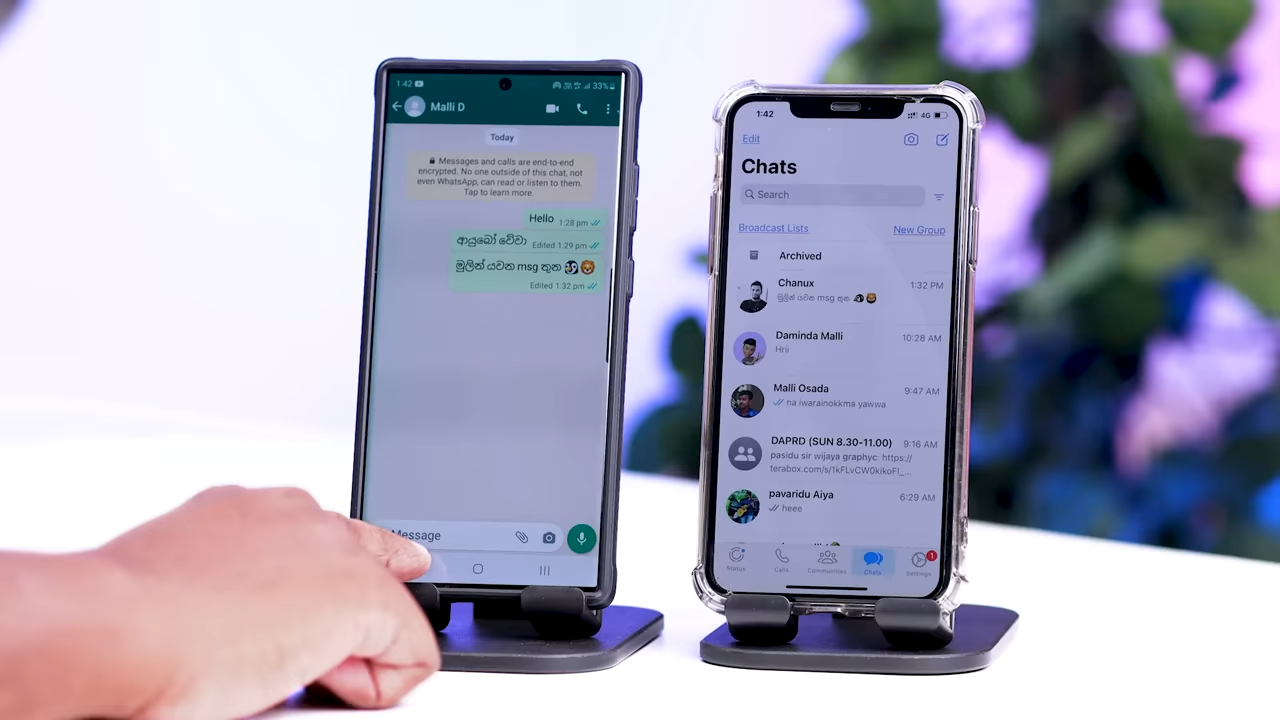 1:42
33%
Malli D
Today
Messages and calls are end-to-end
encrypted. No one outside of this chat, not
even WhatsApp, can read or listen to them.
Tap to learn more.
Hello 1:28 pm
ආයුබෝ වේවා Edited 1:29 pm
මුලින් යවන msg තුන 🐧🦁
Edited 1:32 pm
Message
1:42
4G
Edit
Chats
Search
Broadcast Lists New Group
Archived
Chanux 1:32 PM
මුලින් යවන msg තුන 🐧🦁
Daminda Malli 10:28 AM
Hrii
Malli Osada 9:47 AM
na iwarainokkma yawwa
DAPRD (SUN 8.30-11.00) 9:16 AM
pasidu sir wijaya graphyc: https://
terabox.com/s/1kFLvCW0kikoFl_...
pavaridu Aiya 6:29 AM
heee
Status Calls Communities Chats Settings 1